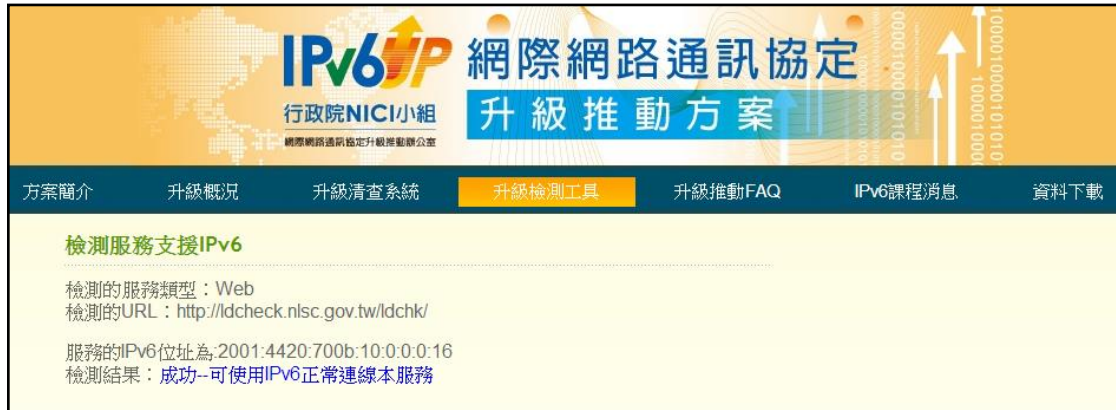 IPv6UP 網際網路通訊協定
行政院NICI小組 升級推動方案
網際網路通訊協定升級推動辦公室
方案簡介 升級概況 升級清查系統 升級檢測工具 升級推動FAQ IPv6課程消息 資料下載
檢測服務支援IPv6
檢測的服務類型：Web
檢測的URL：http://ldcheck.nlsc.gov.tw/ldchk/
服務的IPv6位址為:2001:4420:700b:10:0:0:0:16
檢測結果：成功--可使用IPv6正常連線本服務